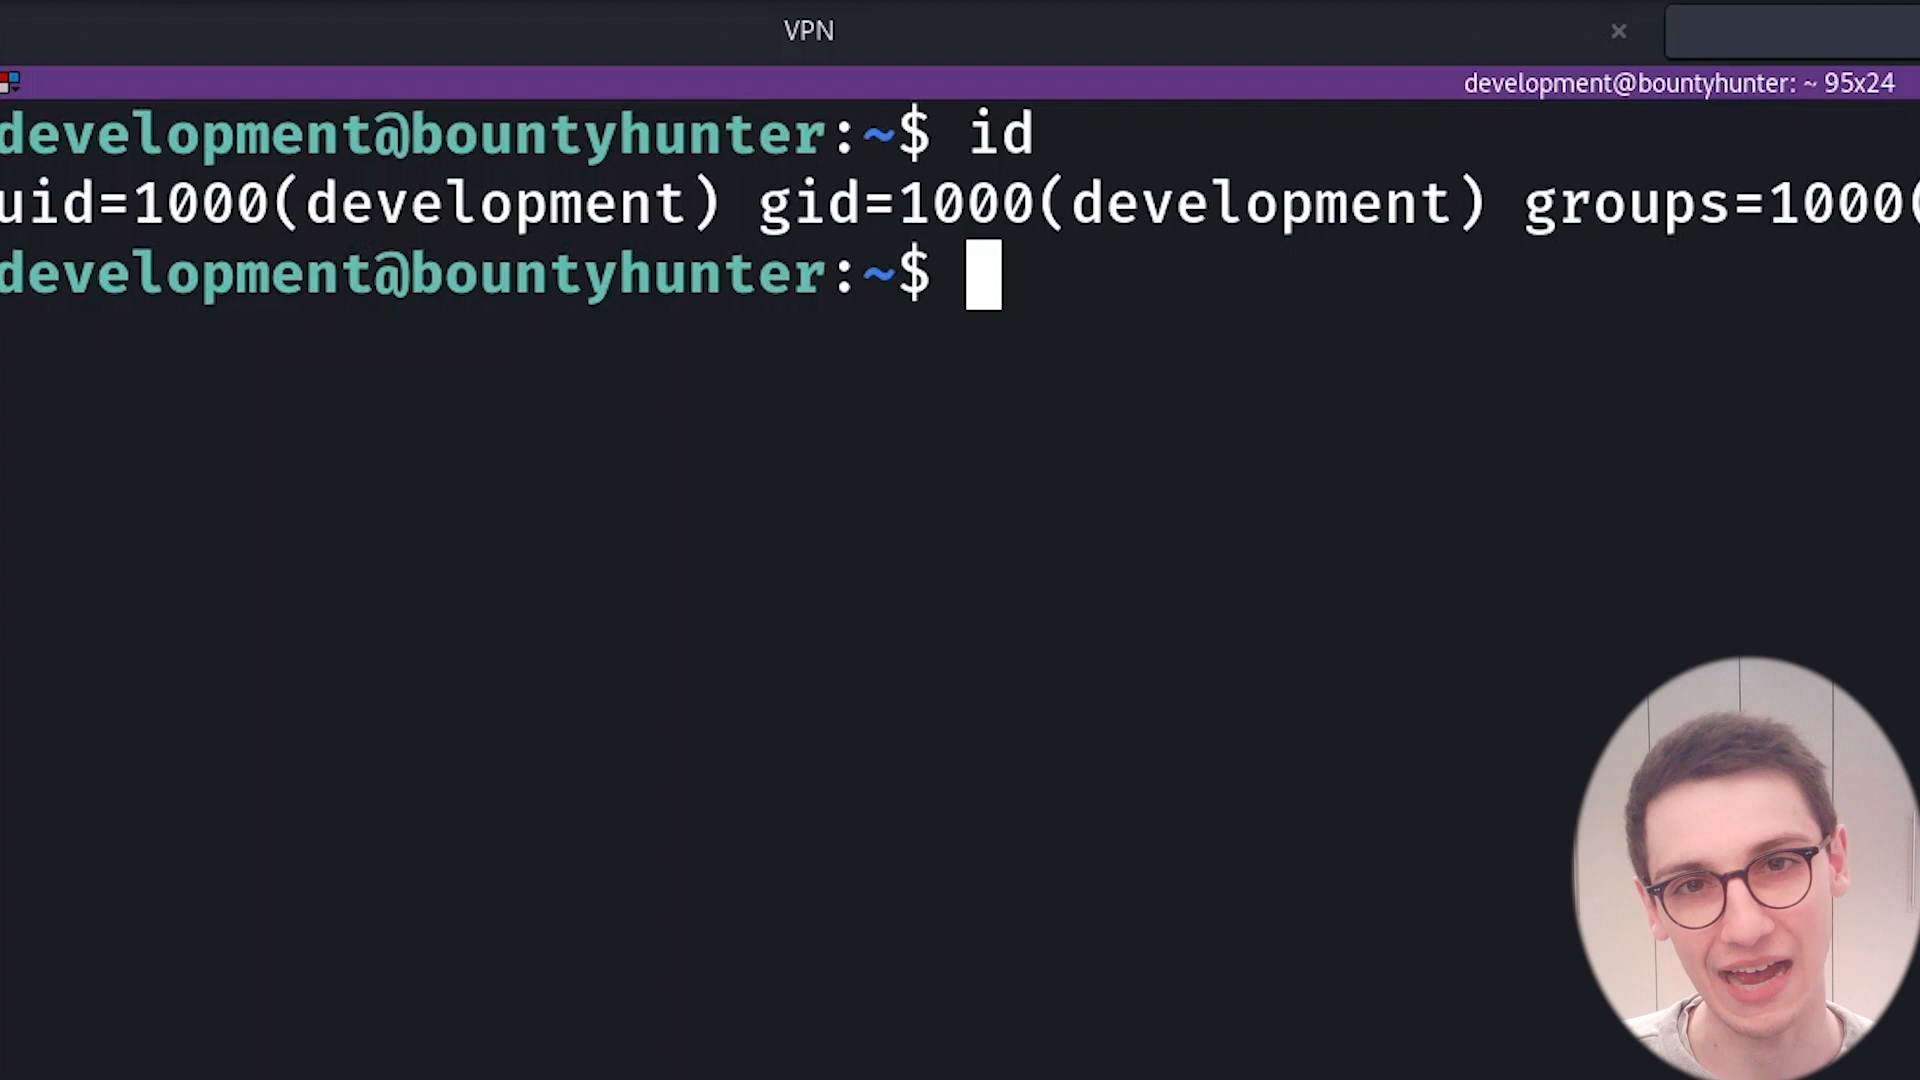 VPN ×
development@bountyhunter: ~ 95x24
development@bountyhunter:~$ id
uid=1000(development) gid=1000(development) groups=1000(
development@bountyhunter:~$